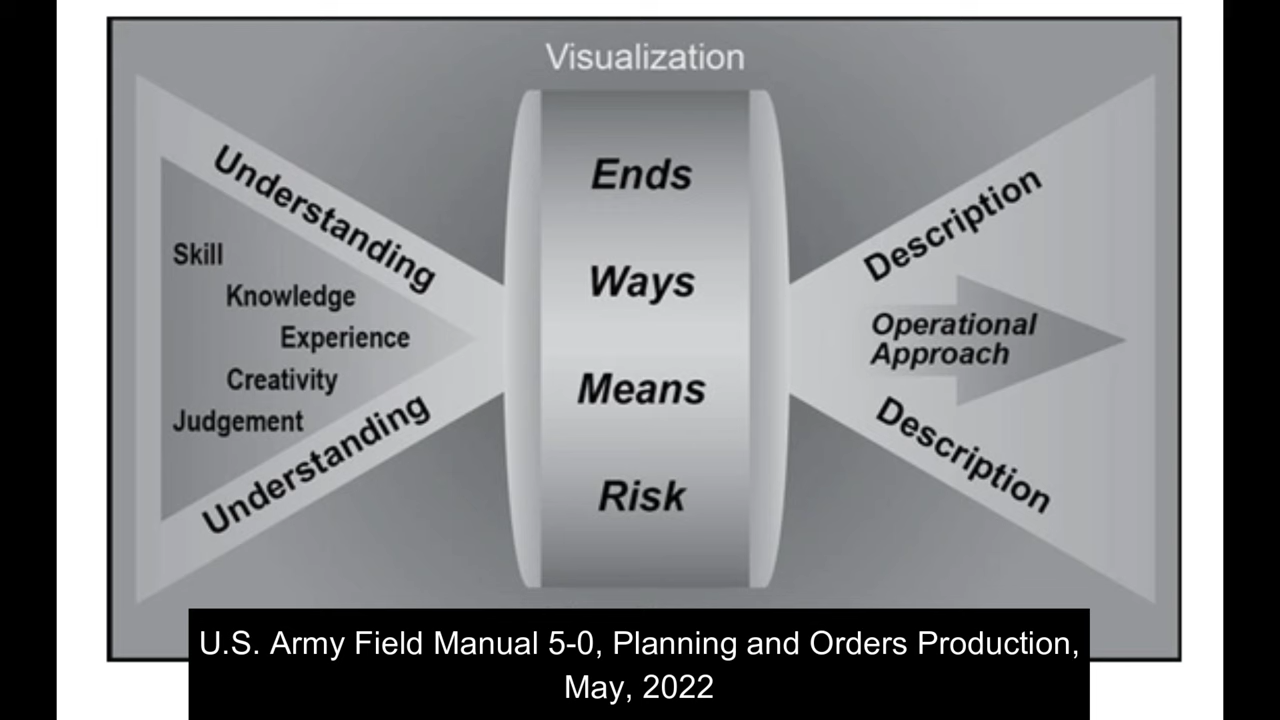 Visualization
Understanding
Skill
Knowledge
Experience
Creativity
Judgement
Understanding
Ends
Ways
Means
Risk
Description
Operational
Approach
Description
U.S. Army Field Manual 5-0, Planning and Orders Production,
May, 2022